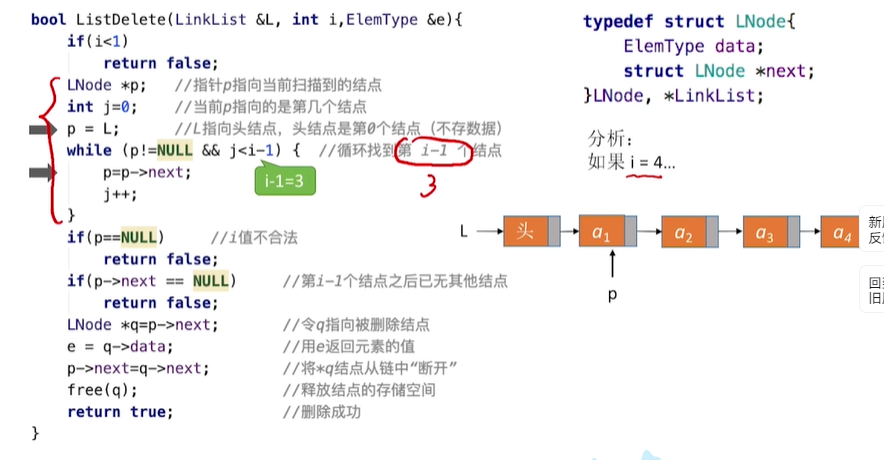 bool ListDelete(LinkList &L, int i,ElemType &e){
if(i<1)
return false;
LNode *p; //指针p指向当前扫描到的结点
int j=0; //当前p指向的是第几个结点
p = L; //L指向头结点，头结点是第0个结点（不存数据）
while (p!=NULL && j<i-1) { //循环找到第 i-1 个结点
p=p->next;
j++;
}
if(p==NULL) //i值不合法
return false;
if(p->next == NULL) //第i-1个结点之后已无其他结点
return false;
LNode *q=p->next; //令q指向被删除结点
e = q->data; //用e返回元素的值
p->next=q->next; //将*q结点从链中“断开”
free(q); //释放结点的存储空间
return true; //删除成功
}
i-1=3
3
typedef struct LNode{
ElemType data;
struct LNode *next;
}LNode, *LinkList;
分析：
如果 i = 4…
L 头 a1 a2 a3 a4
p